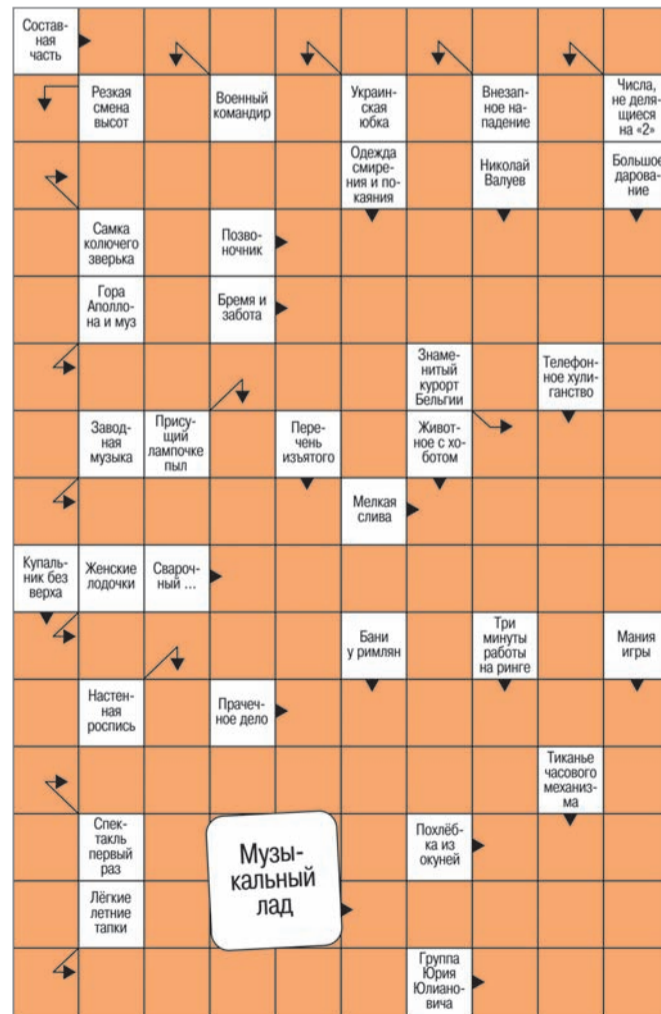 Состав-
ная
часть
Резкая
смена
высот
Военный
командир
Украин-
ская
юбка
Внезап-
ное на-
падение
Числа,
не деля-
щиеся
на «2»
Одежда
смире-
ния и по-
каяния
Николай
Валуев
Большое
дарова-
ние
Самка
колючего
зверька
Позво-
ночник
Гора
Аполло-
на и муз
Бремя и
забота
Знаме-
нитый
курорт
Бельгии
Телефон-
ное хули-
ганство
Завод-
ная
музыка
Присущий
лампочке
пыл
Пере-
чень
изъятого
Живот-
ное с хо-
ботом
Мелкая
слива
Купаль-
ник без
верха
Женские
лодочки
Свароч-
ный ...
Бани
у римлян
Три
минуты
работы
на ринге
Мания
игры
Настен-
ная
роспись
Прачеч-
ное дело
Тиканье
часового
механиз-
ма
Спек-
такль
первый
раз
Музы-
кальный
лад
Похлёб-
ка из
окуней
Лёгкие
летние
тапки
Группа
Юрия
Юлиано-
вича